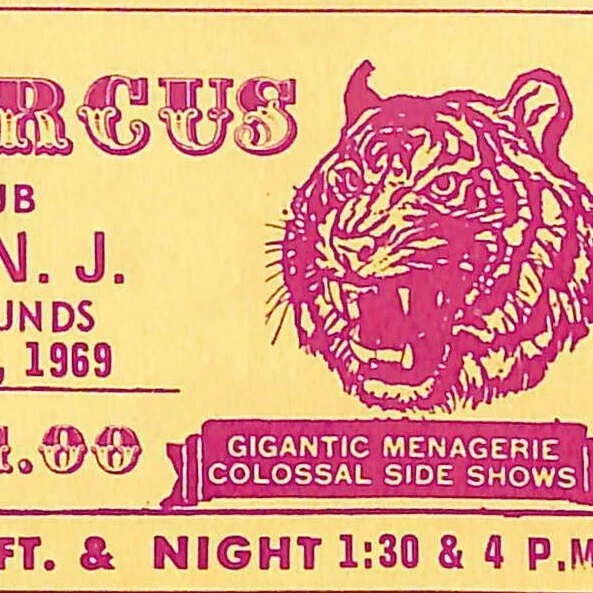 RCUS
UB
N. J.
UNDS
, 1969
.00
GIGANTIC MENAGERIE
COLOSSAL SIDE SHOWS
FT. & NIGHT 1:30 & 4 P.M